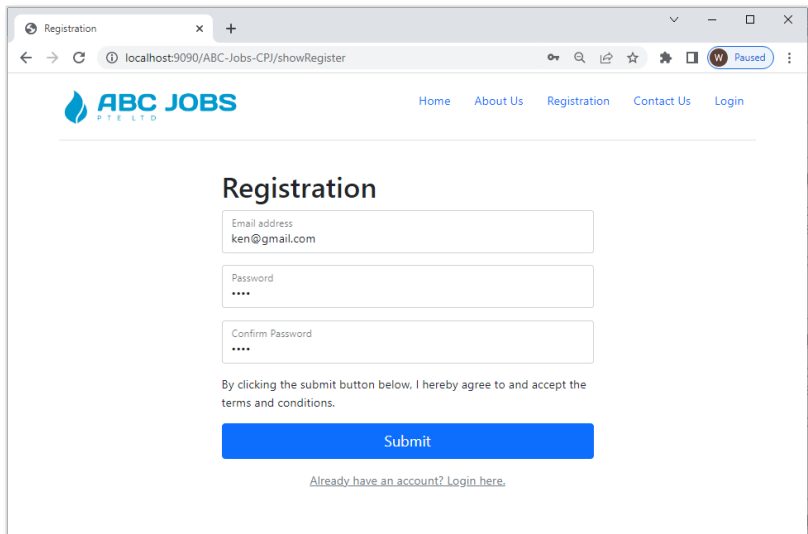 Registration
localhost:9090/ABC-Jobs-CPJ/showRegister
W Paused
ABC JOBS
PTE LTD
Home About Us Registration Contact Us Login
Registration
Email address
ken@gmail.com
Password
••••
Confirm Password
••••
By clicking the submit button below, I hereby agree to and accept the
terms and conditions.
Submit
Already have an account? Login here.